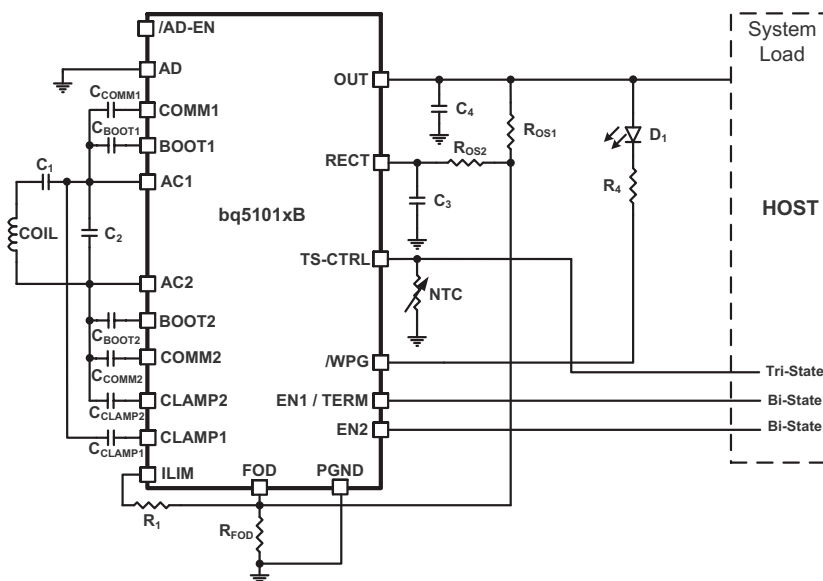 /AD-EN
System
Load
AD
OUT
C_COMM1
COMM1
C4
D1
C_BOOT1
R_OS1
BOOT1
R_OS2
RECT
C1
AC1
R4
C3
bq5101xB
HOST
COIL
C2
TS-CTRL
NTC
AC2
BOOT2
C_BOOT2
COMM2
/WPG
C_COMM2
Tri-State
CLAMP2
EN1 / TERM
Bi-State
C_CLAMP2
EN2
Bi-State
CLAMP1
C_CLAMP1
ILIM
FOD
PGND
R1
R_FOD